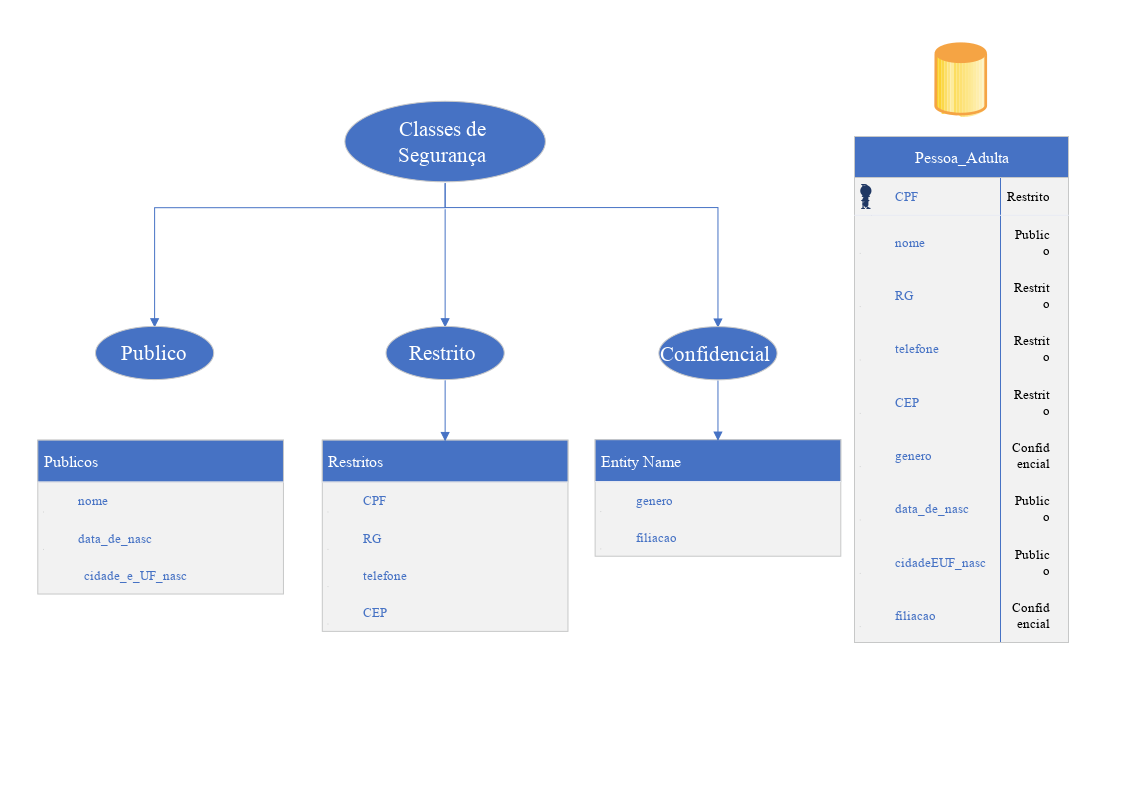 Classes de
Segurança
Publico
Restrito
Confidencial
Publicos
nome
data_de_nasc
cidade_e_UF_nasc
Restritos
CPF
RG
telefone
CEP
Entity Name
genero
filiacao
Pessoa_Adulta
CPF
Restrito
nome
Public
o
RG
Restrit
o
telefone
Restrit
o
CEP
Restrit
o
genero
Confid
encial
data_de_nasc
Public
o
cidadeEUF_nasc
Public
o
filiacao
Confid
encial